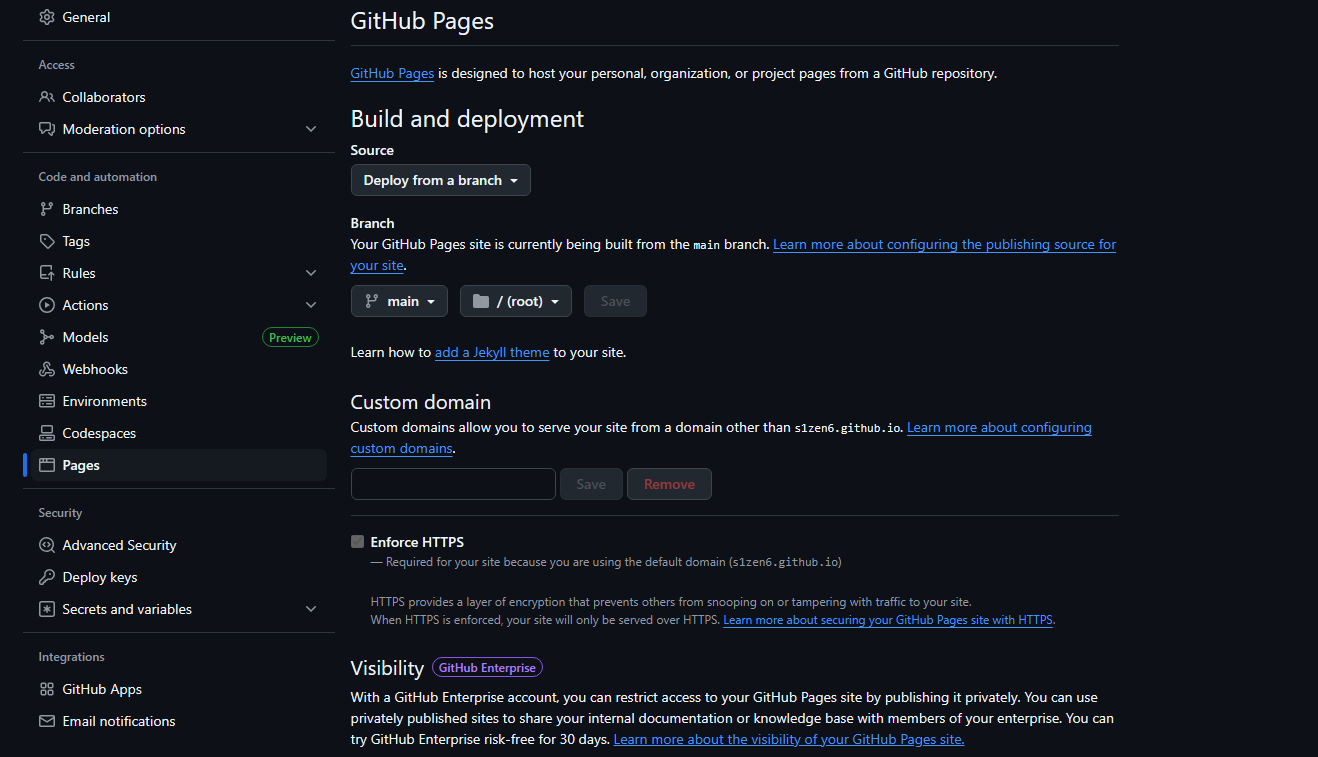 General
Access
Collaborators
Moderation options
Code and automation
Branches
Tags
Rules
Actions
Models Preview
Webhooks
Environments
Codespaces
Pages
Security
Advanced Security
Deploy keys
Secrets and variables
Integrations
GitHub Apps
Email notifications
GitHub Pages
GitHub Pages is designed to host your personal, organization, or project pages from a GitHub repository.
Build and deployment
Source
Deploy from a branch
Branch
Your GitHub Pages site is currently being built from the main branch. Learn more about configuring the publishing source for
your site.
main / (root) Save
Learn how to add a Jekyll theme to your site.
Custom domain
Custom domains allow you to serve your site from a domain other than s1zen6.github.io. Learn more about configuring
custom domains.
Save Remove
Enforce HTTPS
— Required for your site because you are using the default domain (s1zen6.github.io)
HTTPS provides a layer of encryption that prevents others from snooping on or tampering with traffic to your site.
When HTTPS is enforced, your site will only be served over HTTPS. Learn more about securing your GitHub Pages site with HTTPS.
Visibility GitHub Enterprise
With a GitHub Enterprise account, you can restrict access to your GitHub Pages site by publishing it privately. You can use
privately published sites to share your internal documentation or knowledge base with members of your enterprise. You can
try GitHub Enterprise risk-free for 30 days. Learn more about the visibility of your GitHub Pages site.